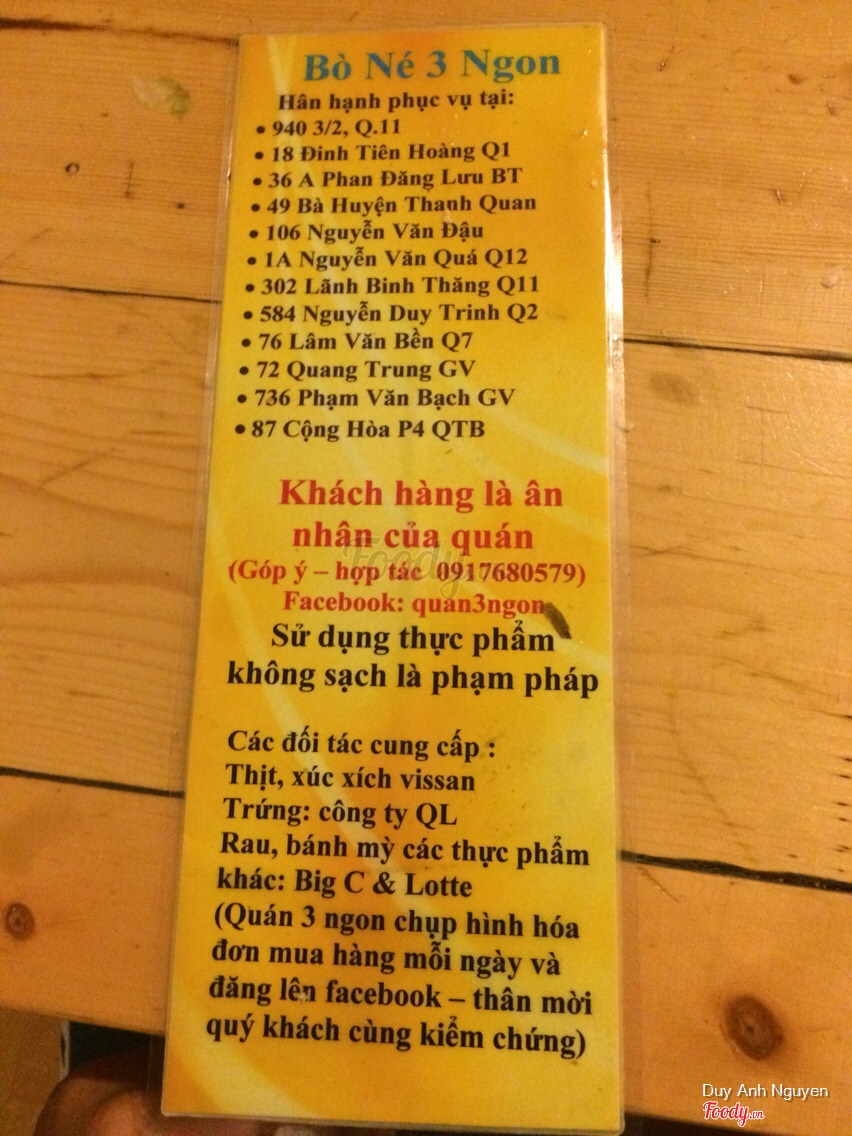 Bò Né 3 Ngon
Hân hạnh phục vụ tại:
• 940 3/2, Q.11
• 18 Đinh Tiên Hoàng Q1
• 36 A Phan Đăng Lưu BT
• 49 Bà Huyện Thanh Quan
• 106 Nguyễn Văn Đậu
• 1A Nguyễn Văn Quá Q12
• 302 Lãnh Binh Thăng Q11
• 584 Nguyễn Duy Trinh Q2
• 76 Lâm Văn Bền Q7
• 72 Quang Trung GV
• 736 Phạm Văn Bạch GV
• 87 Cộng Hòa P4 QTB
Khách hàng là ân
nhân của quán
(Góp ý – hợp tác 0917680579)
Facebook: quan3ngon
Sử dụng thực phẩm
không sạch là phạm pháp
Các đối tác cung cấp :
Thịt, xúc xích vissan
Trứng: công ty QL
Rau, bánh mỳ các thực phẩm
khác: Big C & Lotte
(Quán 3 ngon chụp hình hóa
đơn mua hàng mỗi ngày và
đăng lên facebook – thân mời
quý khách cùng kiểm chứng)
Foody
Duy Anh Nguyen
Foody.vn